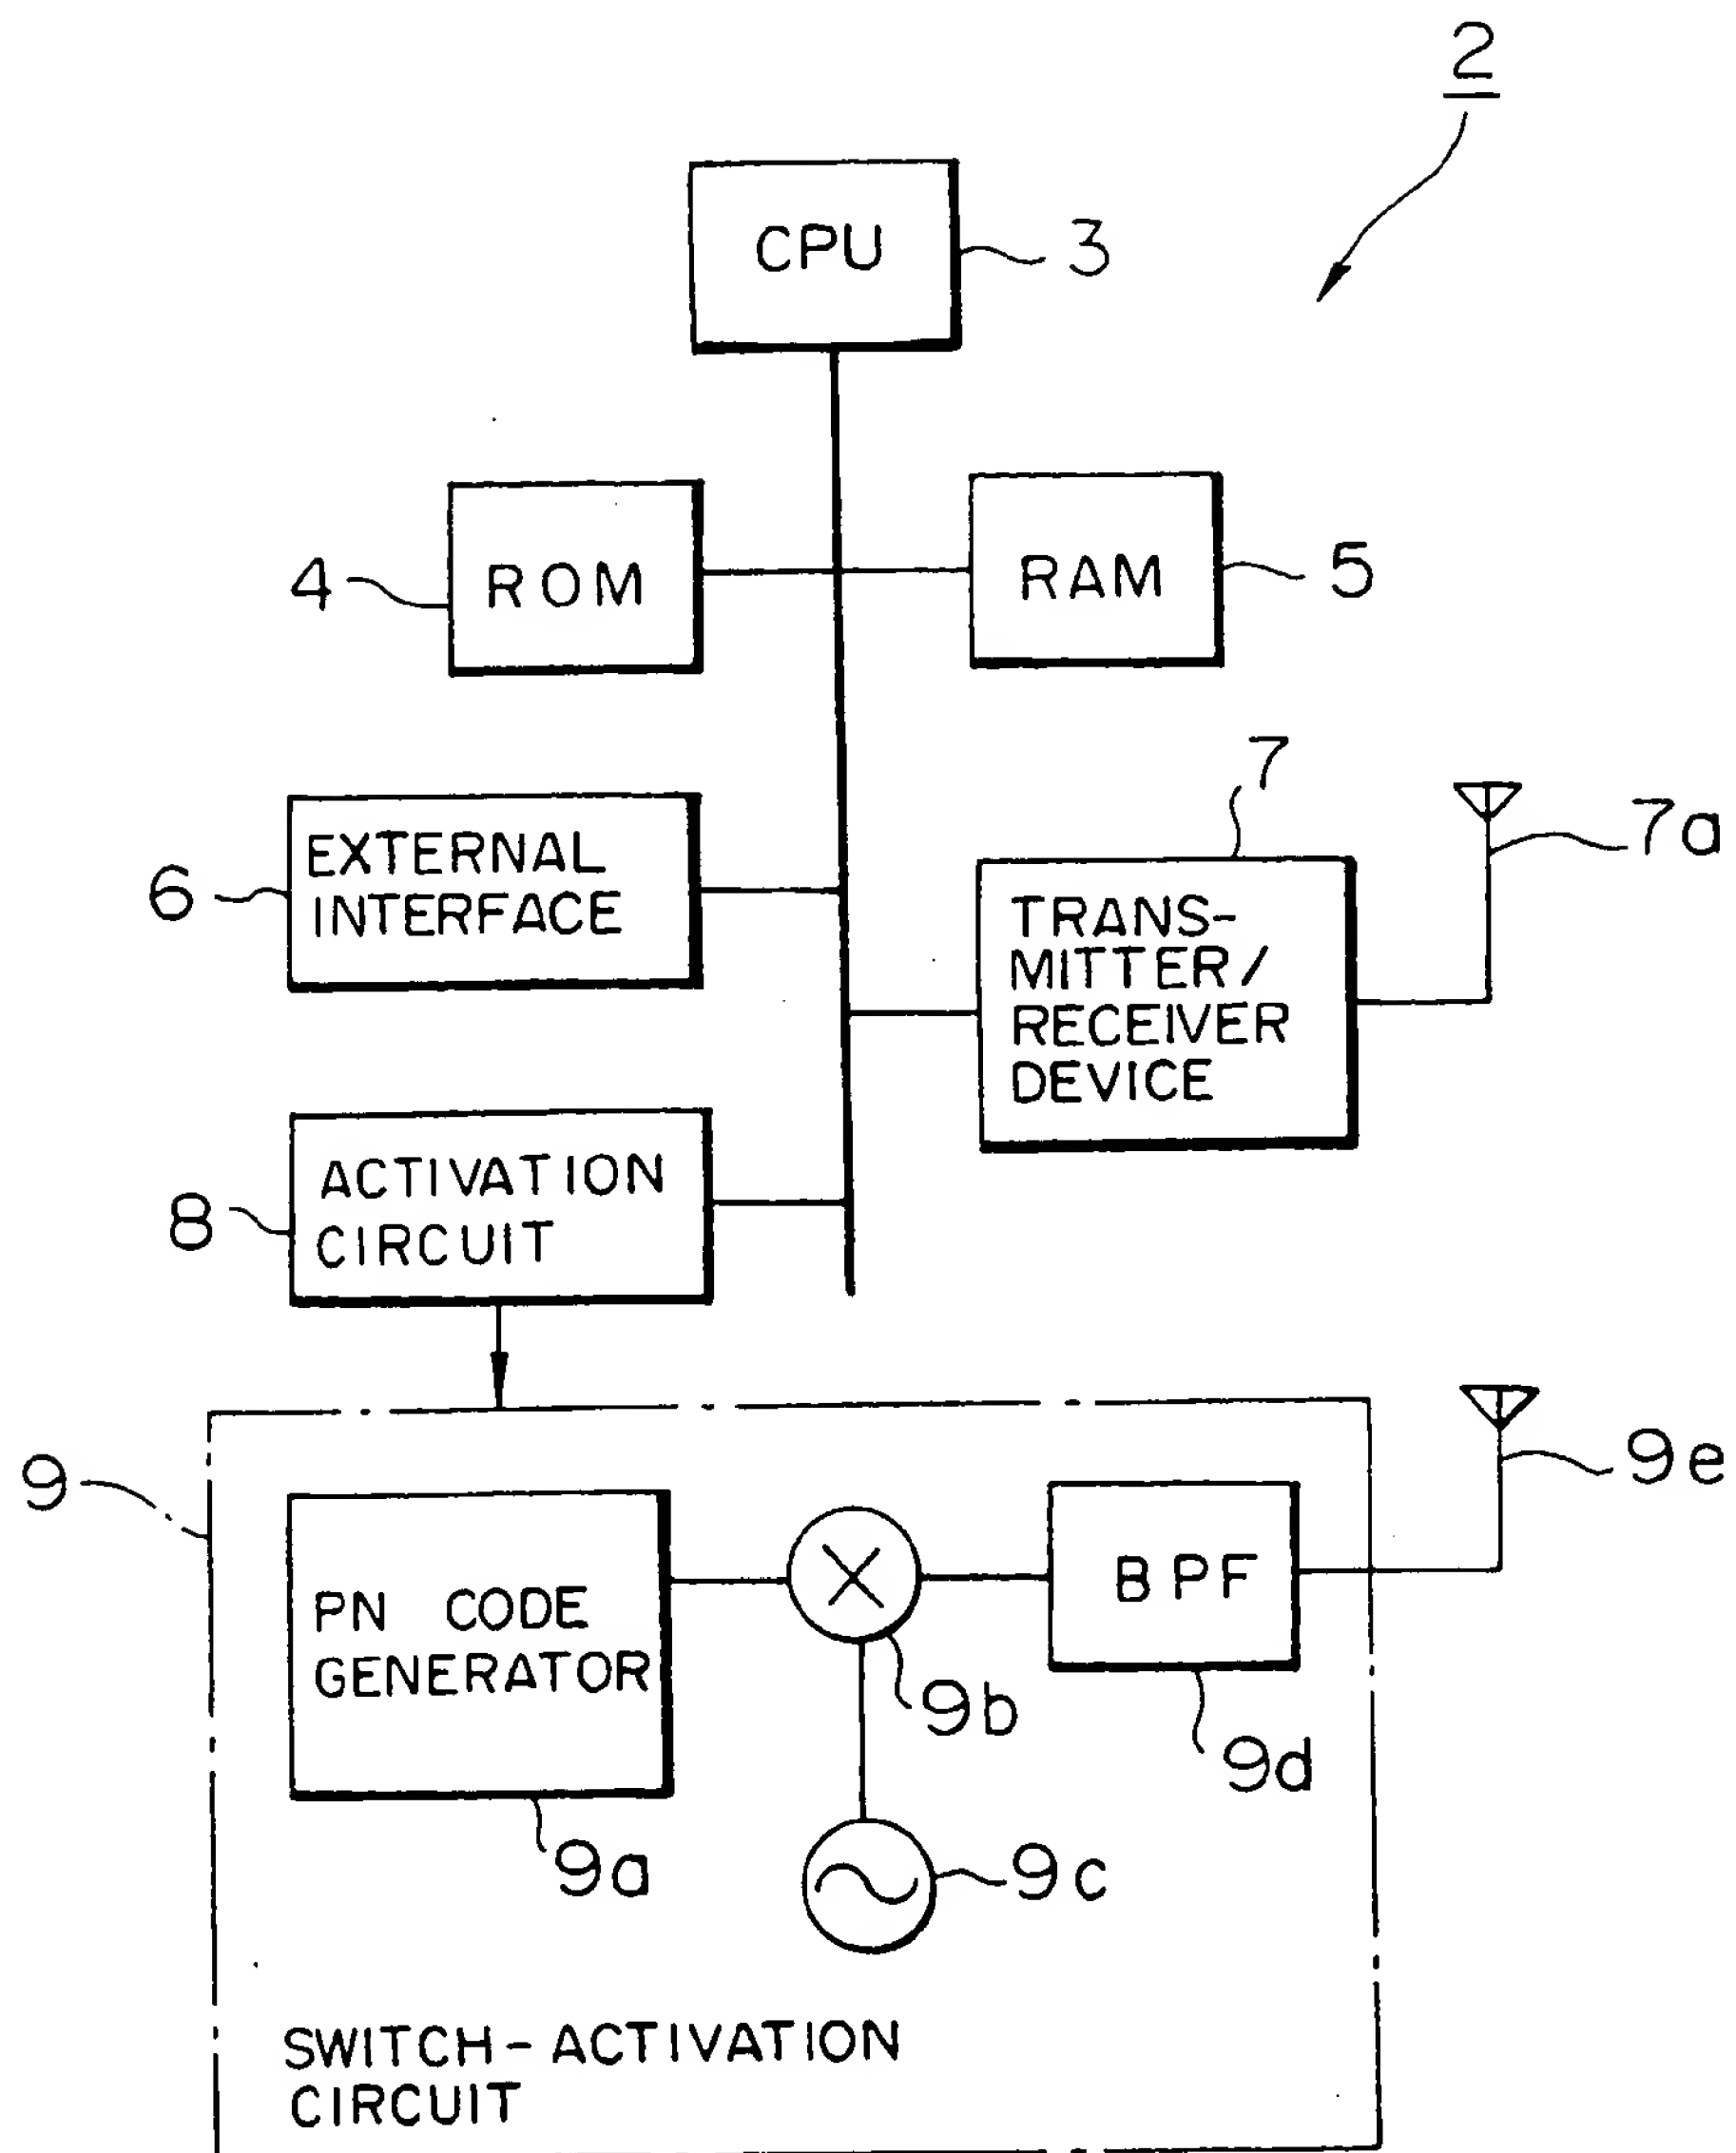 2
CPU
3
4
ROM
RAM
5
7
7a
EXTERNAL
INTERFACE
6
TRANS-
MITTER/
RECEIVER
DEVICE
ACTIVATION
CIRCUIT
8
9
9e
PN CODE
GENERATOR
BPF
9b
9d
9a
9c
SWITCH-ACTIVATION
CIRCUIT